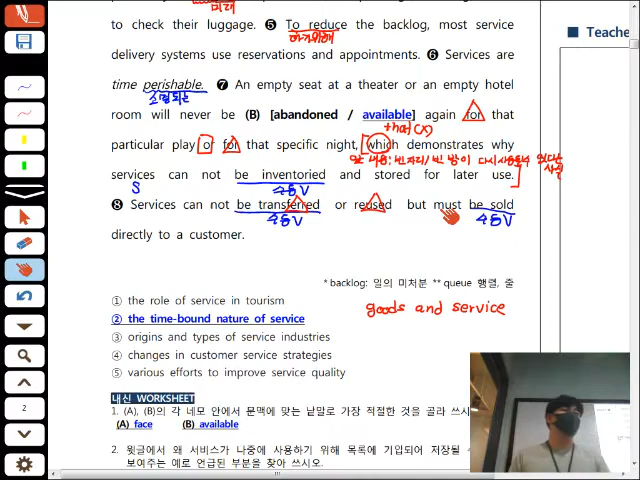 미래
to check their luggage. ❺ To reduce the backlog, most service
하기위해
delivery systems use reservations and appointments. ❻ Services are
time perishable. ❼ An empty seat at a theater or an empty hotel
소멸되는
room will never be (B) [abandoned / available] again for that
that(X)
particular play or for that specific night, which demonstrates why
앞 내용: 빈자리/빈 방이 다시 사용될수 없다는 사실
services can not be inventoried and stored for later use.
S
수동V
❽ Services can not be transferred or reused but must be sold
수동V 수동V
directly to a customer.
* backlog: 일의 미처분 ** queue 행렬, 줄
① the role of service in tourism
goods and service
② the time-bound nature of service
③ origins and types of service industries
④ changes in customer service strategies
⑤ various efforts to improve service quality
내신 WORKSHEET
1. (A), (B)의 각 네모 안에서 문맥에 맞는 낱말로 가장 적절한 것을 골라 쓰시
(A) face (B) available
2. 윗글에서 왜 서비스가 나중에 사용하기 위해 목록에 기입되어 저장될 수
보여주는 예로 언급된 부분을 찾아 쓰시오.
Teache
2